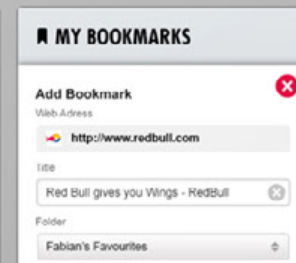 MY BOOKMARKS
Add Bookmark
Web Adress
http://www.redbull.com
Title
Red Bull gives you Wings - RedBull
Folder
Fabian's Favourites